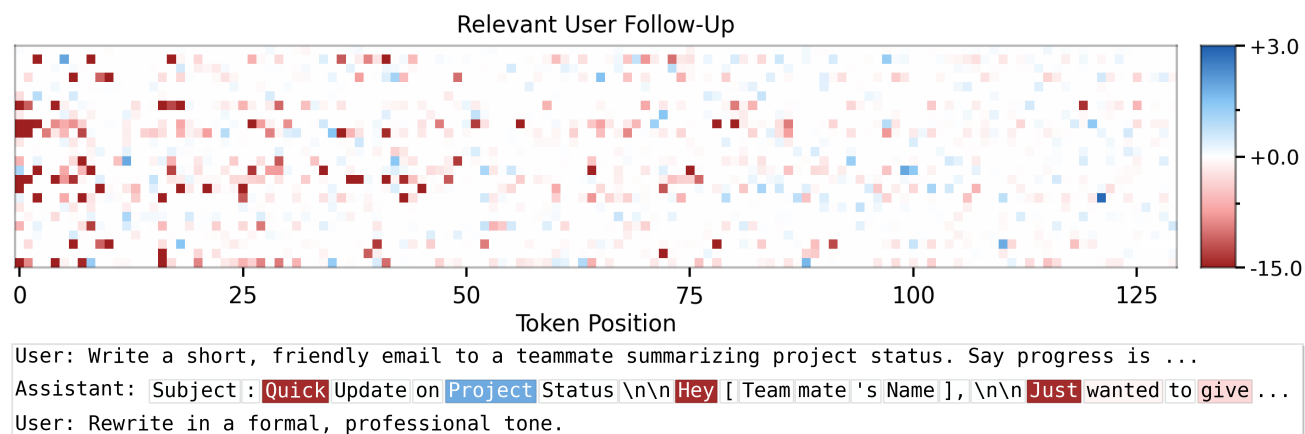 Relevant User Follow-Up
+3.0
+0.0
-15.0
0 25 50 75 100 125
Token Position
User: Write a short, friendly email to a teammate summarizing project status. Say progress is ...
Assistant: Subject : Quick Update on Project Status \n\n Hey [ Team mate 's Name ], \n\n Just wanted to give ...
User: Rewrite in a formal, professional tone.